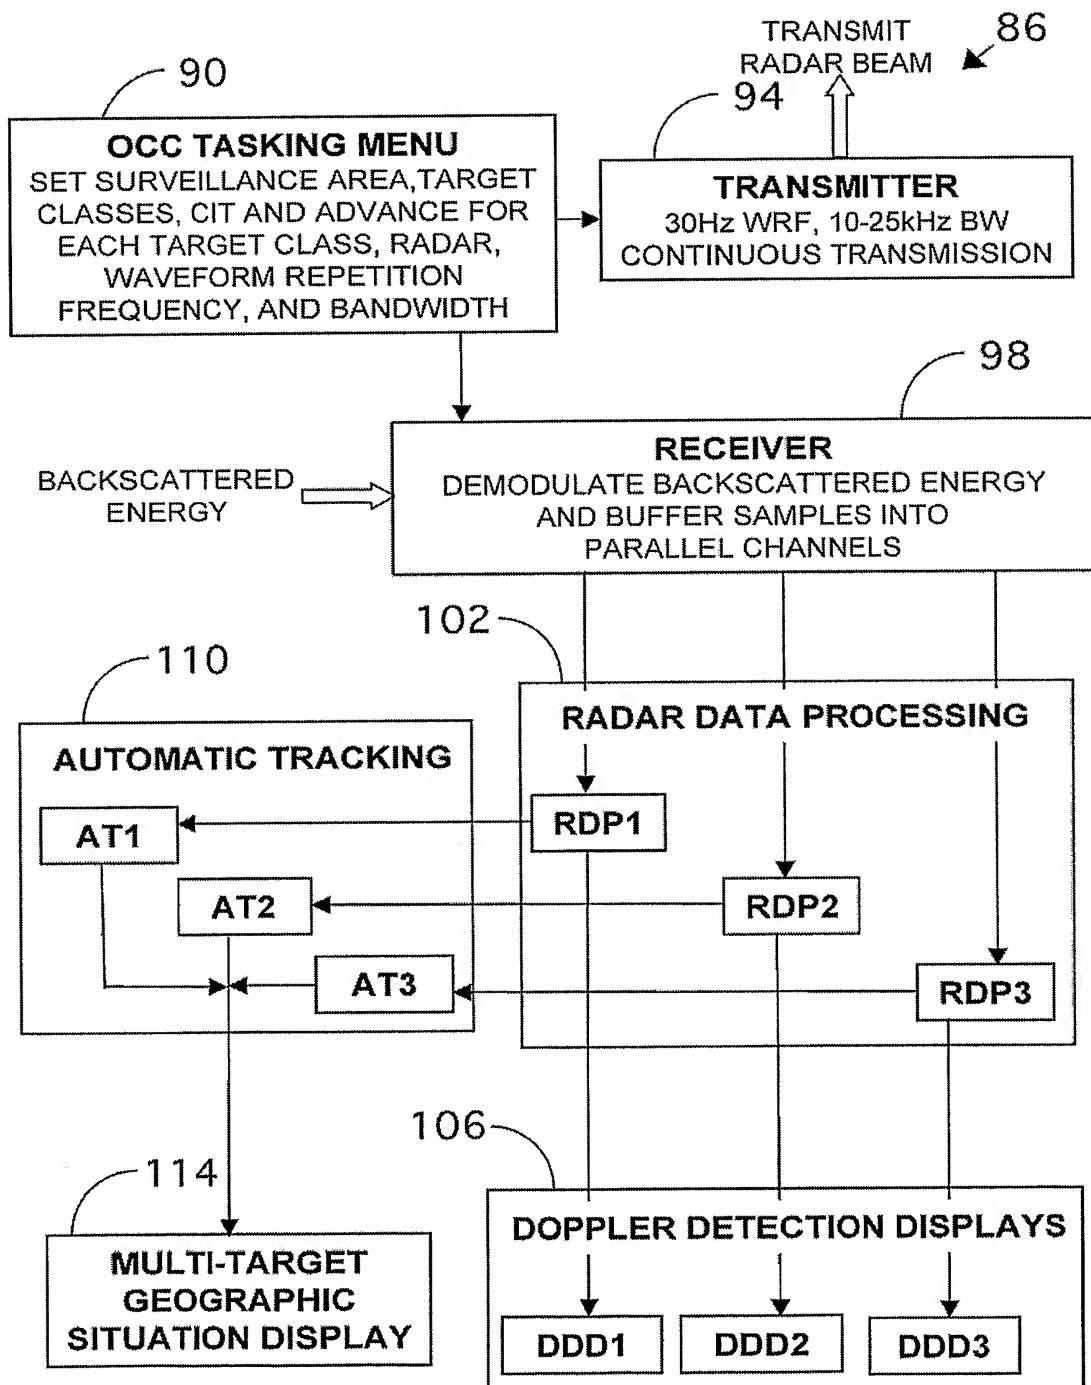 TRANSMIT
RADAR BEAM
86
90
94
OCC TASKING MENU
SET SURVEILLANCE AREA,TARGET
CLASSES, CIT AND ADVANCE FOR
EACH TARGET CLASS, RADAR,
WAVEFORM REPETITION
FREQUENCY, AND BANDWIDTH
TRANSMITTER
30Hz WRF, 10-25kHz BW
CONTINUOUS TRANSMISSION
98
BACKSCATTERED
ENERGY
RECEIVER
DEMODULATE BACKSCATTERED ENERGY
AND BUFFER SAMPLES INTO
PARALLEL CHANNELS
102
110
RADAR DATA PROCESSING
AUTOMATIC TRACKING
RDP1
AT1
RDP2
AT2
RDP3
AT3
106
114
DOPPLER DETECTION DISPLAYS
MULTI-TARGET
GEOGRAPHIC
SITUATION DISPLAY
DDD1
DDD2
DDD3